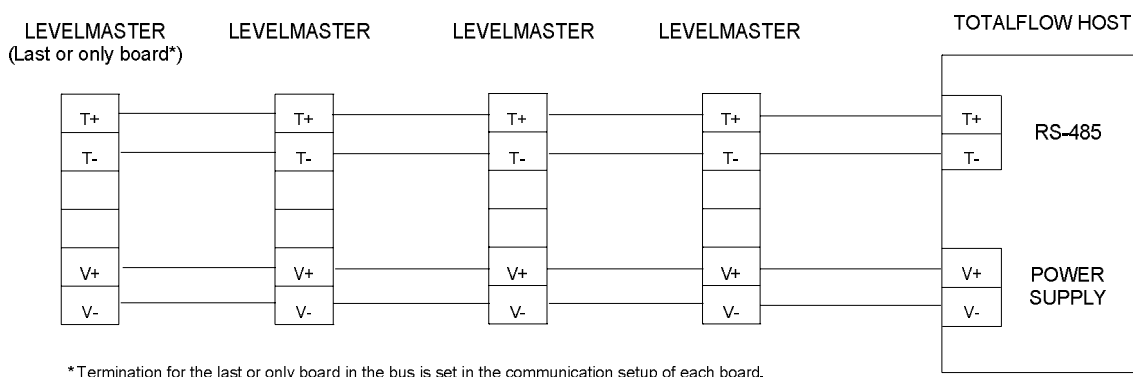 LEVELMASTER
(Last or only board*)
LEVELMASTER
LEVELMASTER
LEVELMASTER
TOTALFLOW HOST
T+
T+
T+
T+
T+
RS-485
T-
T-
T-
T-
T-
V+
V+
V+
V+
V+
POWER
SUPPLY
V-
V-
V-
V-
V-
*Termination for the last or only board in the bus is set in the communication setup of each board.